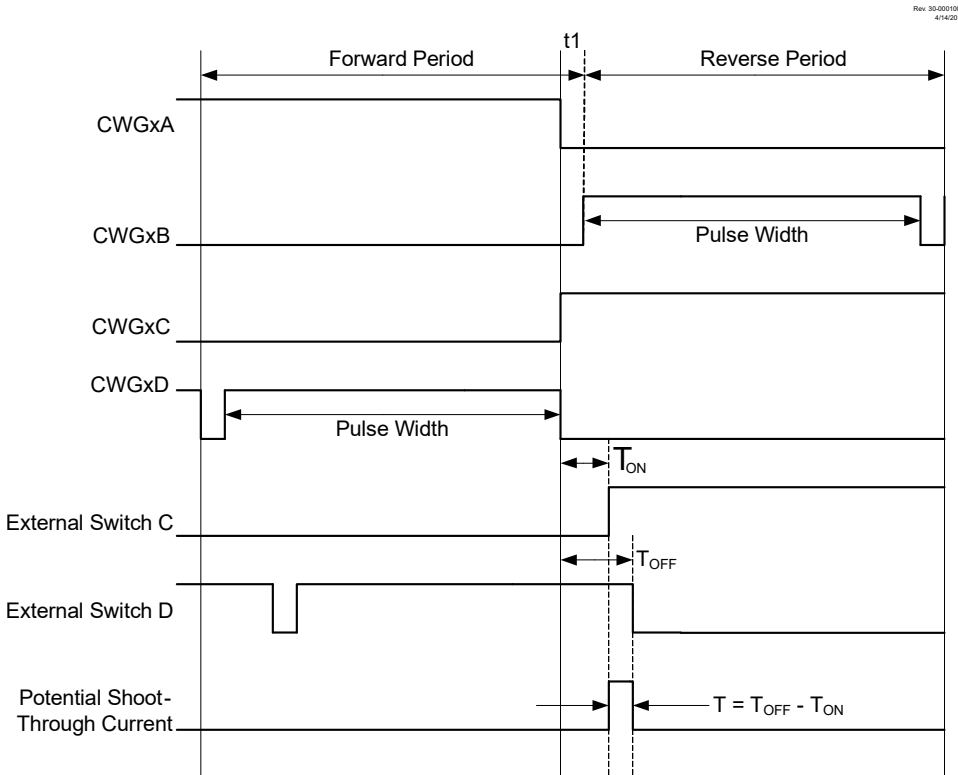 Rev. 30-00010
4/14/20
t1
Forward Period
Reverse Period
CWGxA
CWGxB
Pulse Width
CWGxC
CWGxD
Pulse Width
TON
External Switch C
TOFF
External Switch D
Potential Shoot-
Through Current
T = TOFF - TON